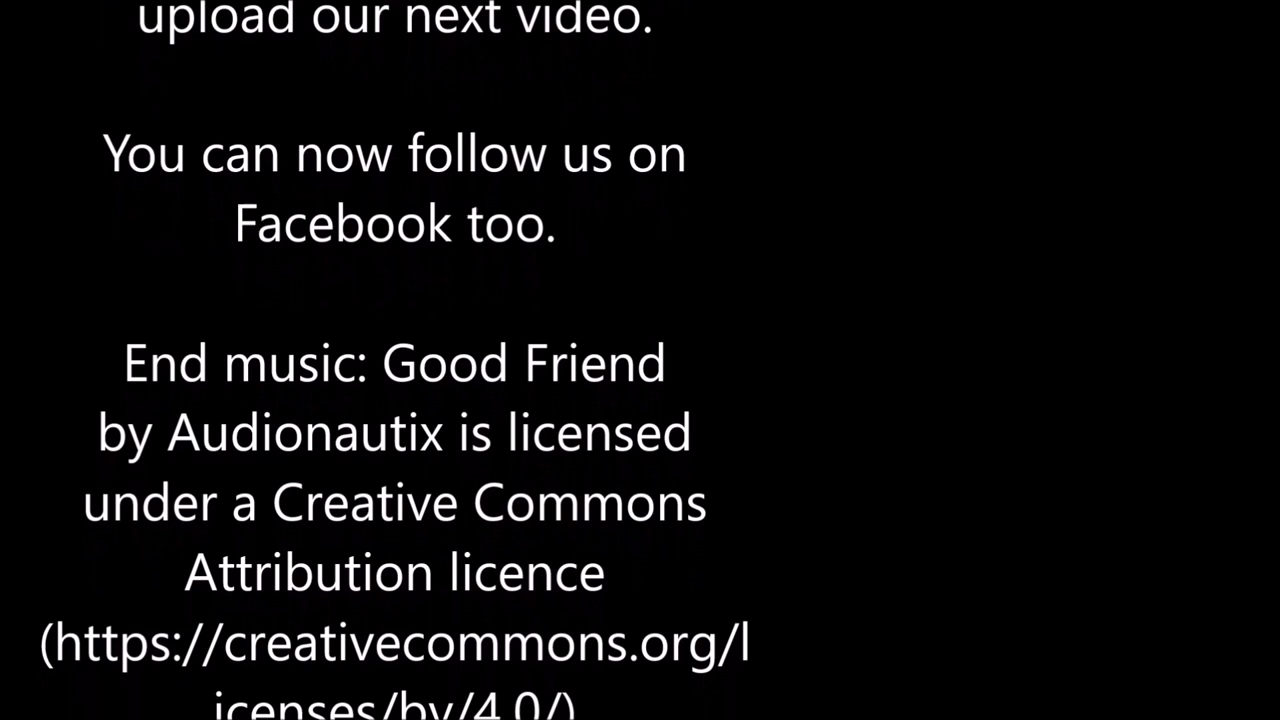 upload our next video.
You can now follow us on
Facebook too.
End music: Good Friend
by Audionautix is licensed
under a Creative Commons
Attribution licence
(https://creativecommons.org/l
icenses/by/4.0/)